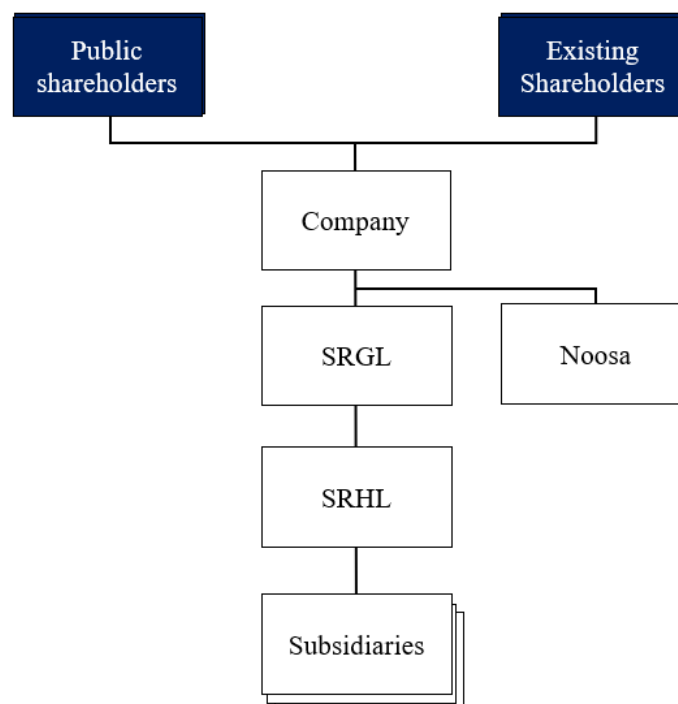 Public
shareholders
Existing
Shareholders
Company
SRGL
Noosa
SRHL
Subsidiaries